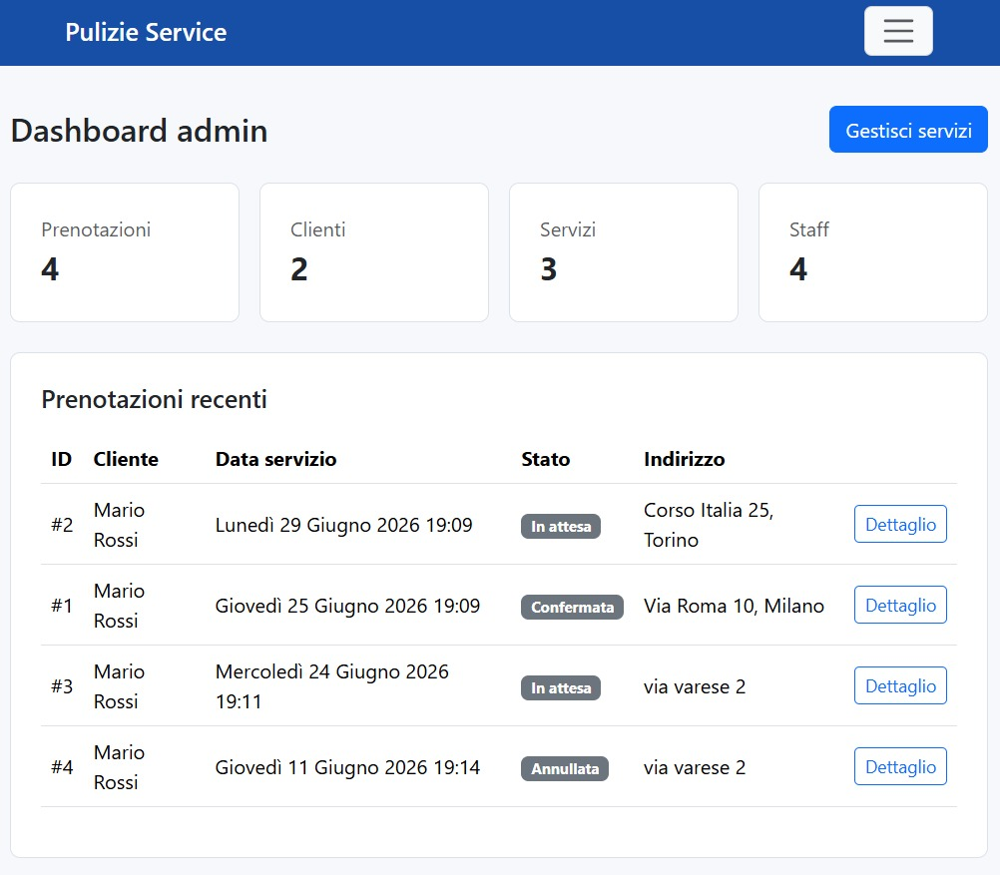 Pulizie Service
Dashboard admin
Gestisci servizi
Prenotazioni
4
Clienti
2
Servizi
3
Staff
4
Prenotazioni recenti
ID Cliente Data servizio Stato Indirizzo
#2 Mario Rossi Lunedì 29 Giugno 2026 19:09 In attesa Corso Italia 25, Torino Dettaglio
#1 Mario Rossi Giovedì 25 Giugno 2026 19:09 Confermata Via Roma 10, Milano Dettaglio
#3 Mario Rossi Mercoledì 24 Giugno 2026 19:11 In attesa via varese 2 Dettaglio
#4 Mario Rossi Giovedì 11 Giugno 2026 19:14 Annullata via varese 2 Dettaglio